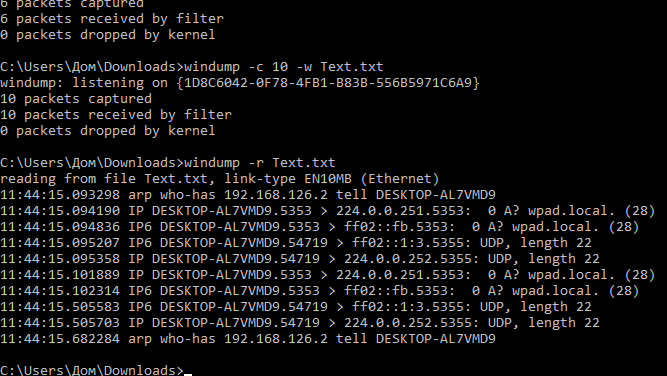 6 packets captured
6 packets received by filter
0 packets dropped by kernel
C:\Users\Дом\Downloads>windump -c 10 -w Text.txt
windump: listening on {1D8C6042-0F78-4FB1-B83B-556B5971C6A9}
10 packets captured
10 packets received by filter
0 packets dropped by kernel
C:\Users\Дом\Downloads>windump -r Text.txt
reading from file Text.txt, link-type EN10MB (Ethernet)
11:44:15.093298 arp who-has 192.168.126.2 tell DESKTOP-AL7VMD9
11:44:15.094190 IP DESKTOP-AL7VMD9.5353 > 224.0.0.251.5353:  0 A? wpad.local. (28)
11:44:15.094836 IP6 DESKTOP-AL7VMD9.5353 > ff02::fb.5353:  0 A? wpad.local. (28)
11:44:15.095207 IP6 DESKTOP-AL7VMD9.54719 > ff02::1:3.5355: UDP, length 22
11:44:15.095358 IP DESKTOP-AL7VMD9.54719 > 224.0.0.252.5355: UDP, length 22
11:44:15.101889 IP DESKTOP-AL7VMD9.5353 > 224.0.0.251.5353:  0 A? wpad.local. (28)
11:44:15.102314 IP6 DESKTOP-AL7VMD9.5353 > ff02::fb.5353:  0 A? wpad.local. (28)
11:44:15.505583 IP6 DESKTOP-AL7VMD9.54719 > ff02::1:3.5355: UDP, length 22
11:44:15.505703 IP DESKTOP-AL7VMD9.54719 > 224.0.0.252.5355: UDP, length 22
11:44:15.682284 arp who-has 192.168.126.2 tell DESKTOP-AL7VMD9
C:\Users\Дом\Downloads>